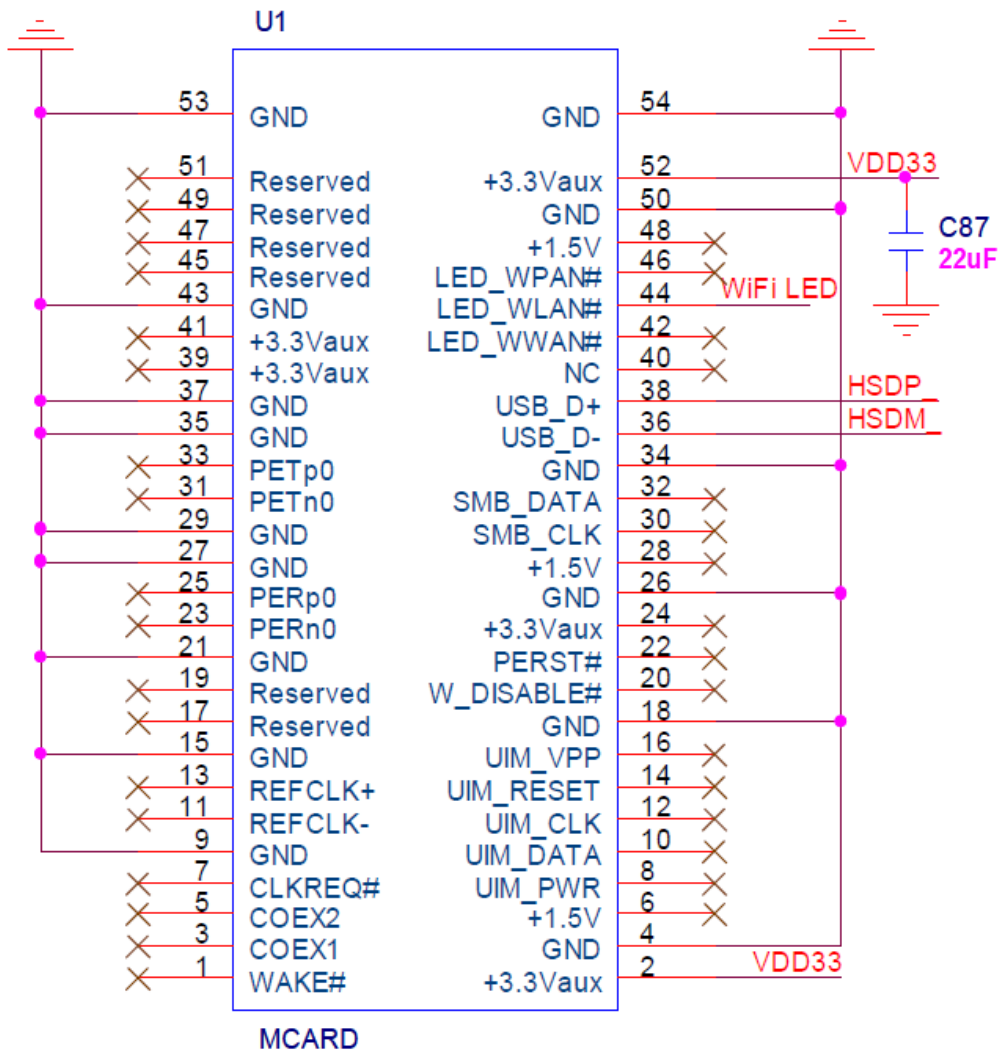 U1
53 GND GND 54
51 Reserved +3.3Vaux 52 VDD33
49 Reserved GND 50
47 Reserved +1.5V 48
45 Reserved LED_WPAN# 46
43 GND LED_WLAN# 44 WiFi LED
41 +3.3Vaux LED_WWAN# 42
39 +3.3Vaux NC 40
37 GND USB_D+ 38 HSDP_
35 GND USB_D- 36 HSDM_
33 PETp0 GND 34
31 PETn0 SMB_DATA 32
29 GND SMB_CLK 30
27 GND +1.5V 28
25 PERp0 GND 26
23 PERn0 +3.3Vaux 24
21 GND PERST# 22
19 Reserved W_DISABLE# 20
17 Reserved GND 18
15 GND UIM_VPP 16
13 REFCLK+ UIM_RESET 14
11 REFCLK- UIM_CLK 12
9 GND UIM_DATA 10
7 CLKREQ# UIM_PWR 8
5 COEX2 +1.5V 6
3 COEX1 GND 4
1 WAKE# +3.3Vaux 2 VDD33
MCARD
C87
22uF